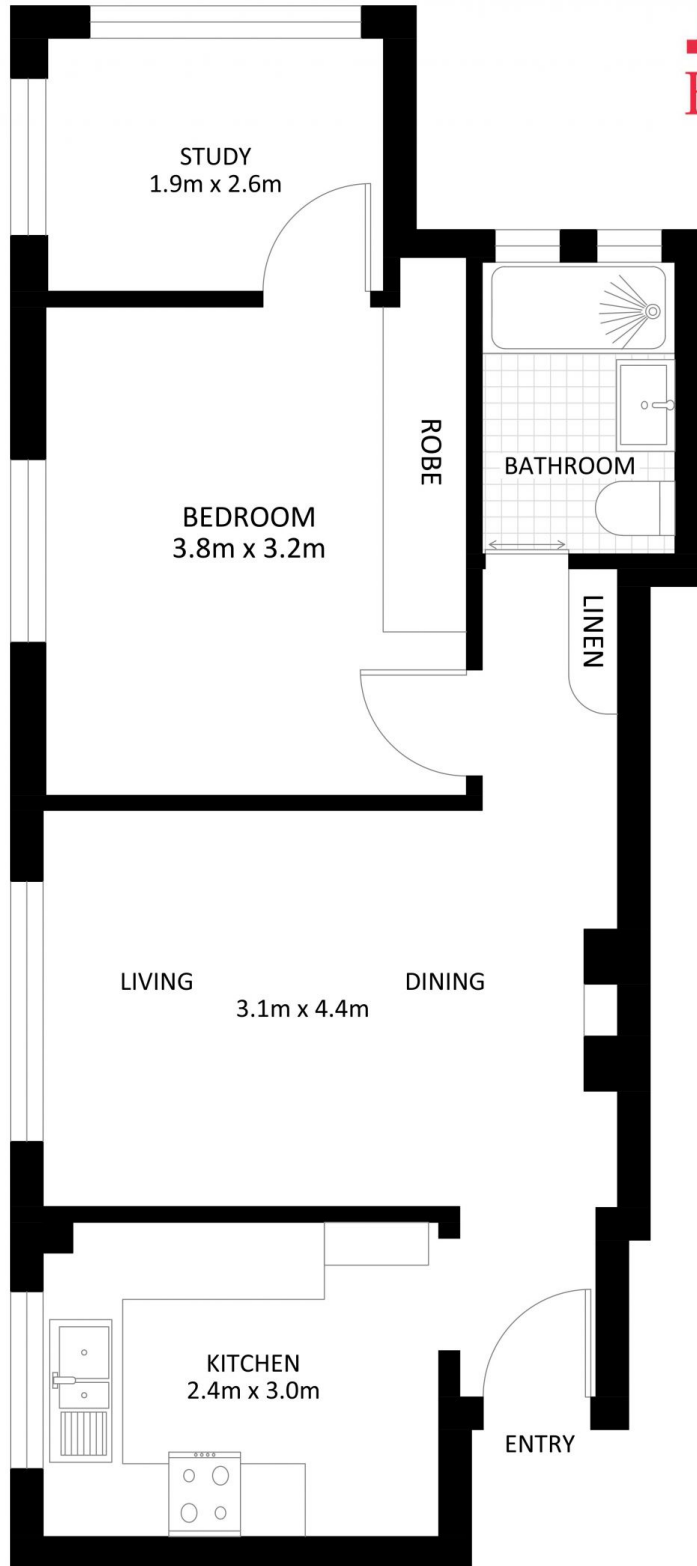 STUDY
1.9m x 2.6m
ROBE
BATHROOM
BEDROOM
3.8m x 3.2m
LINEN
LIVING
DINING
3.1m x 4.4m
KITCHEN
2.4m x 3.0m
ENTRY